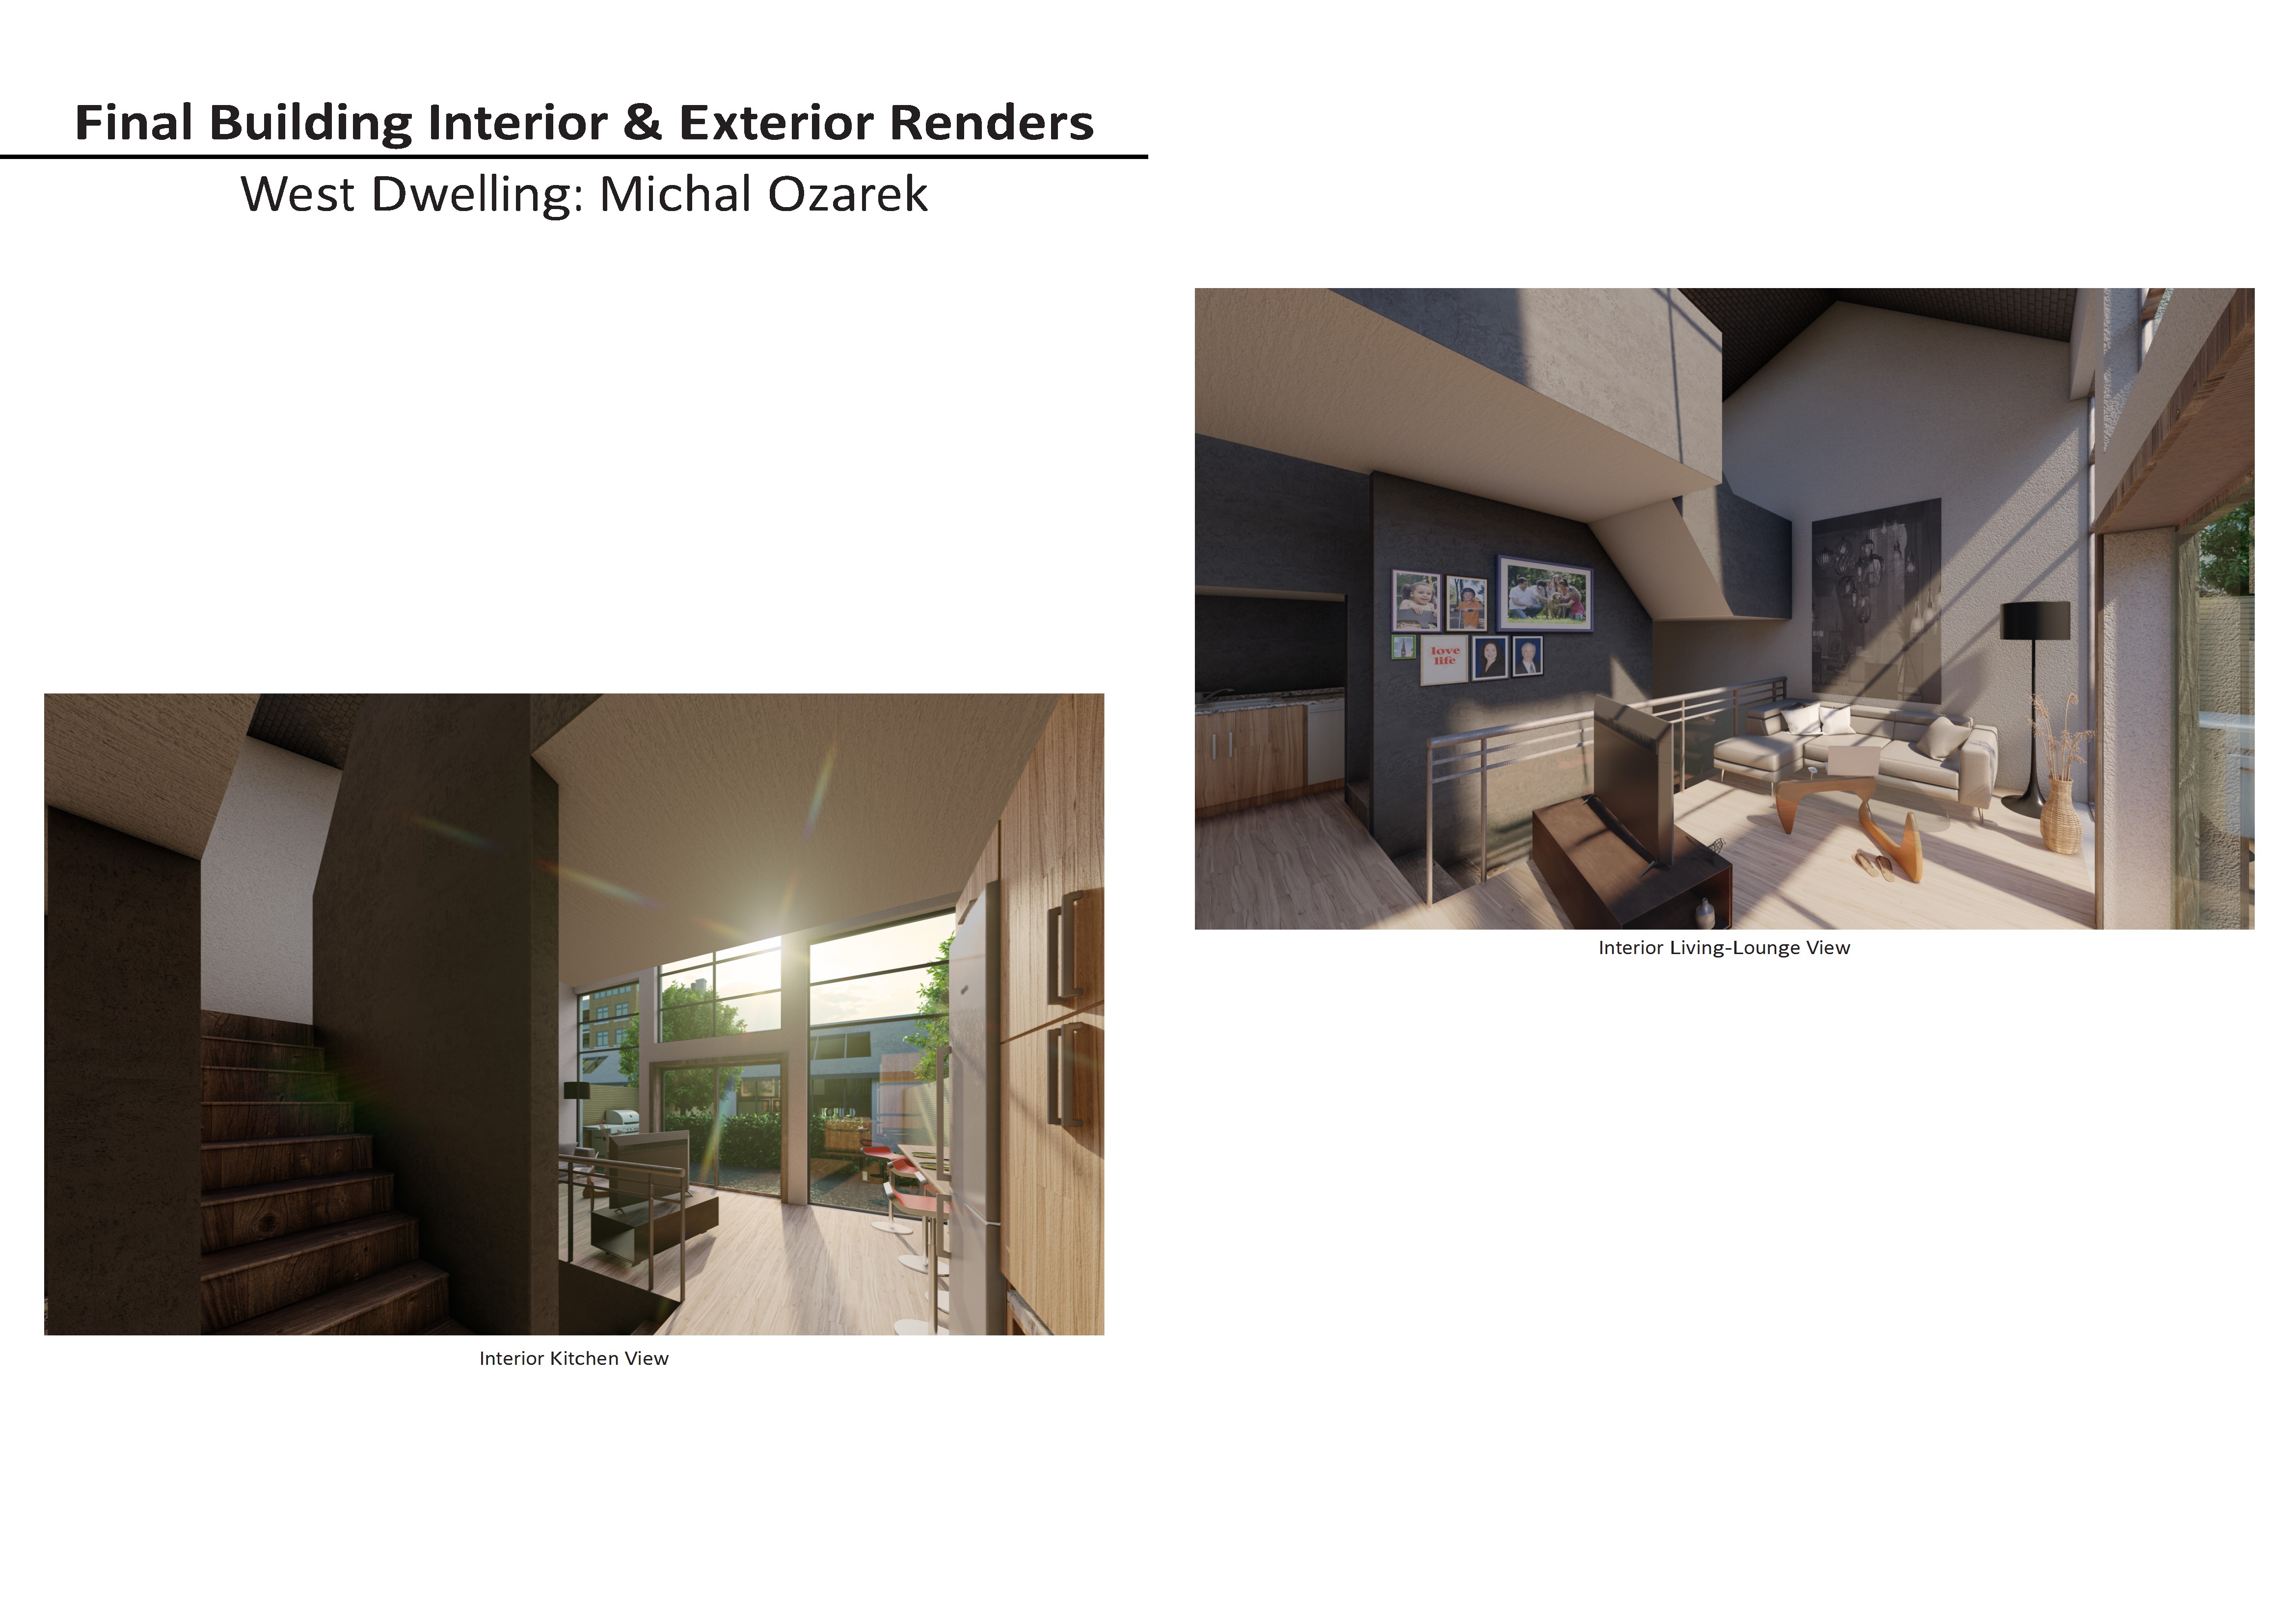 Final Building Interior & Exterior Renders
West Dwelling: Michal Ozarek
love
life
Interior Living-Lounge View
Interior Kitchen View